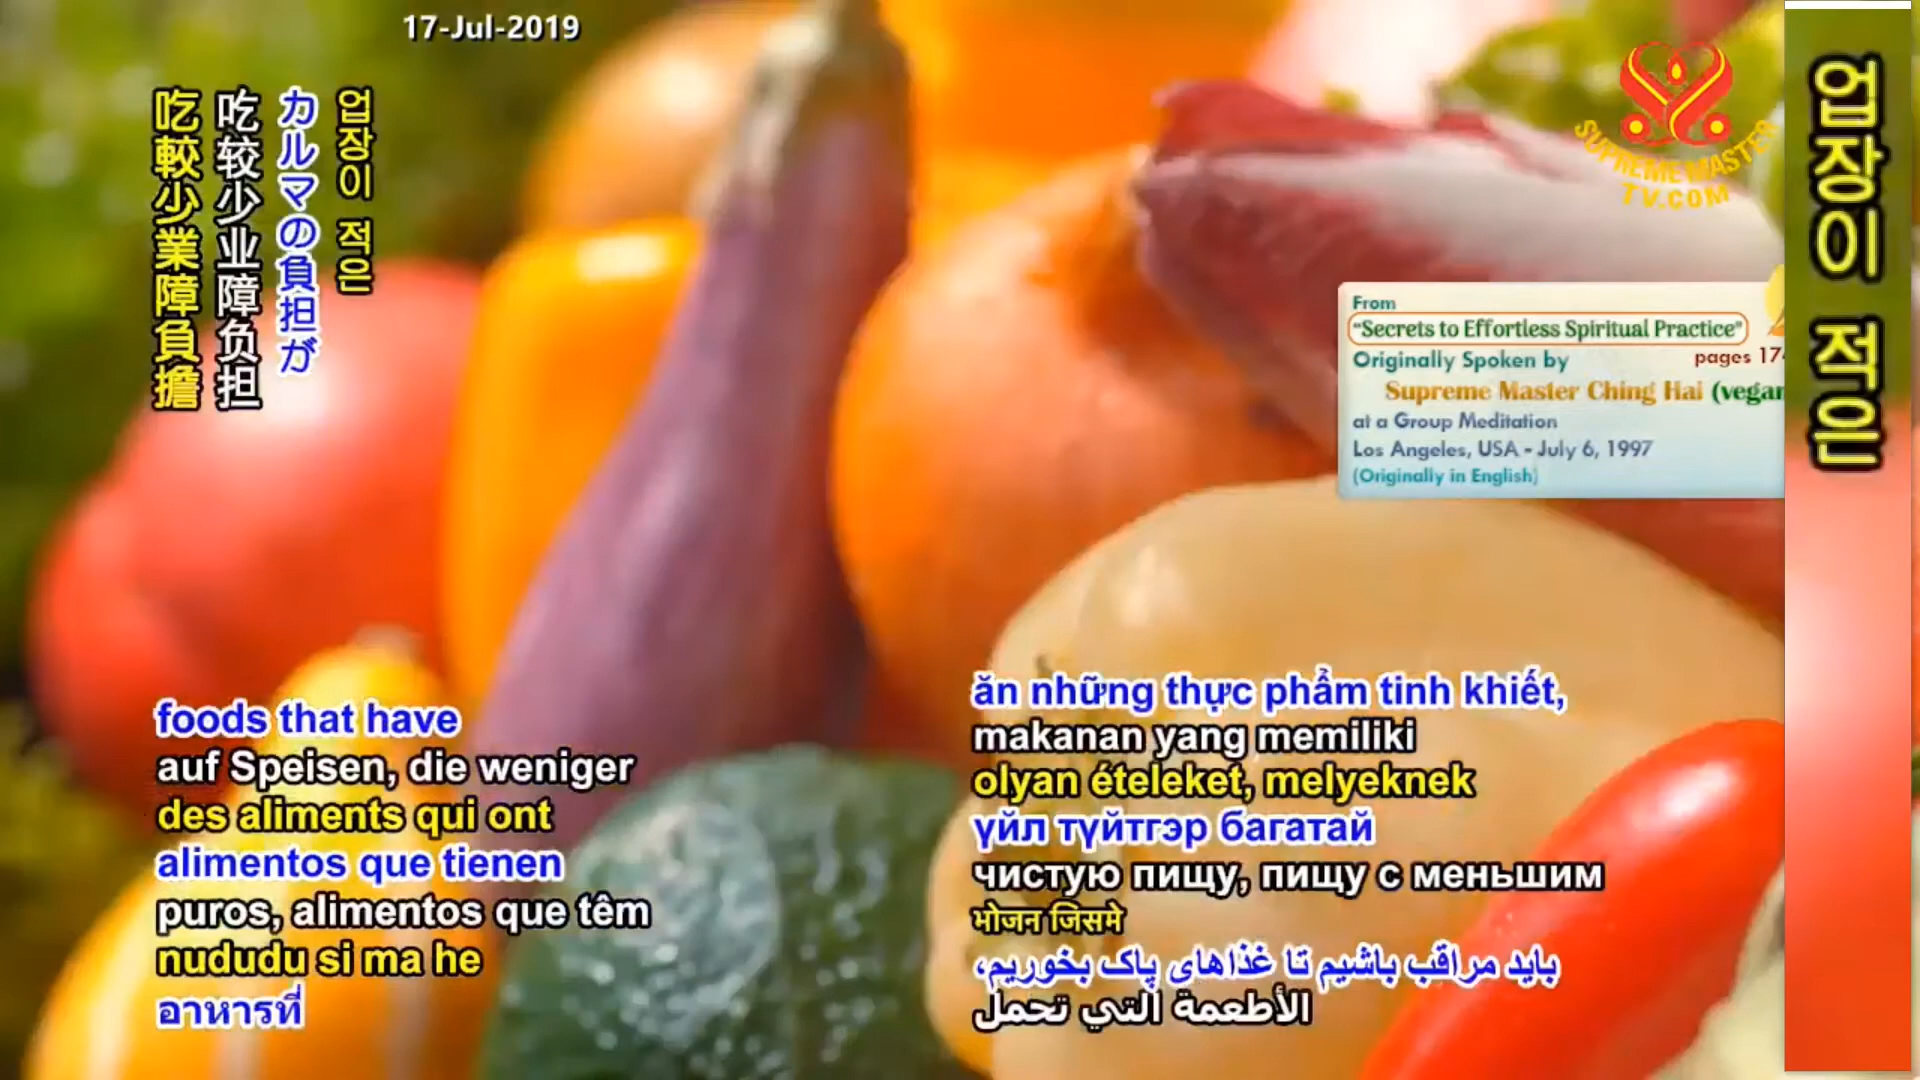 17-Jul-2019
吃較少業障負擔
吃较少业障负担
カルマの負担が
업장이 적은
SUPREME MASTER
TV.COM
From
"Secrets to Effortless Spiritual Practice"
Originally Spoken by pages 174
Supreme Master Ching Hai (vegan
at a Group Meditation
Los Angeles, USA - July 6, 1997
(Originally in English)
업장이 적은
foods that have
auf Speisen, die weniger
des aliments qui ont
alimentos que tienen
puros, alimentos que têm
nududu si ma he
อาหารที่
ăn những thực phẩm tinh khiết,
makanan yang memiliki
olyan ételeket, melyeknek
үйл түйтгэр багатай
чистую пищу, пищу с меньшим
भोजन जिसमे
باید مراقب باشیم تا غذاهای پاک بخوریم،
الأطعمة التي تحمل